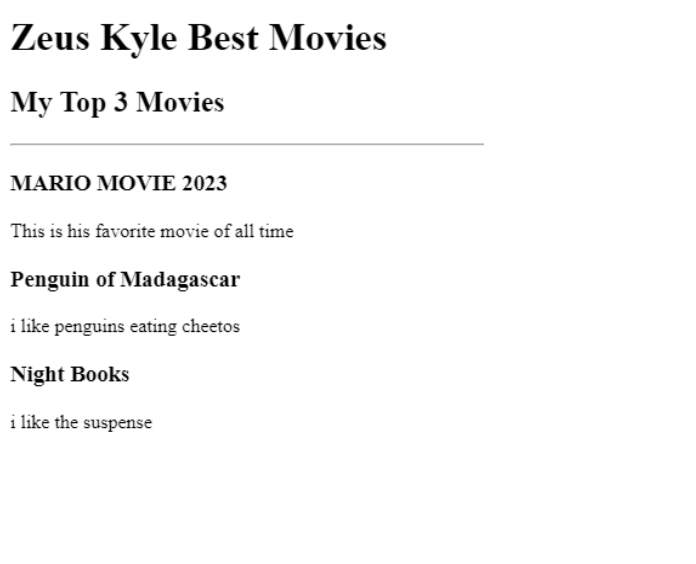 Zeus Kyle Best Movies
My Top 3 Movies
MARIO MOVIE 2023
This is his favorite movie of all time
Penguin of Madagascar
i like penguins eating cheetos
Night Books
i like the suspense